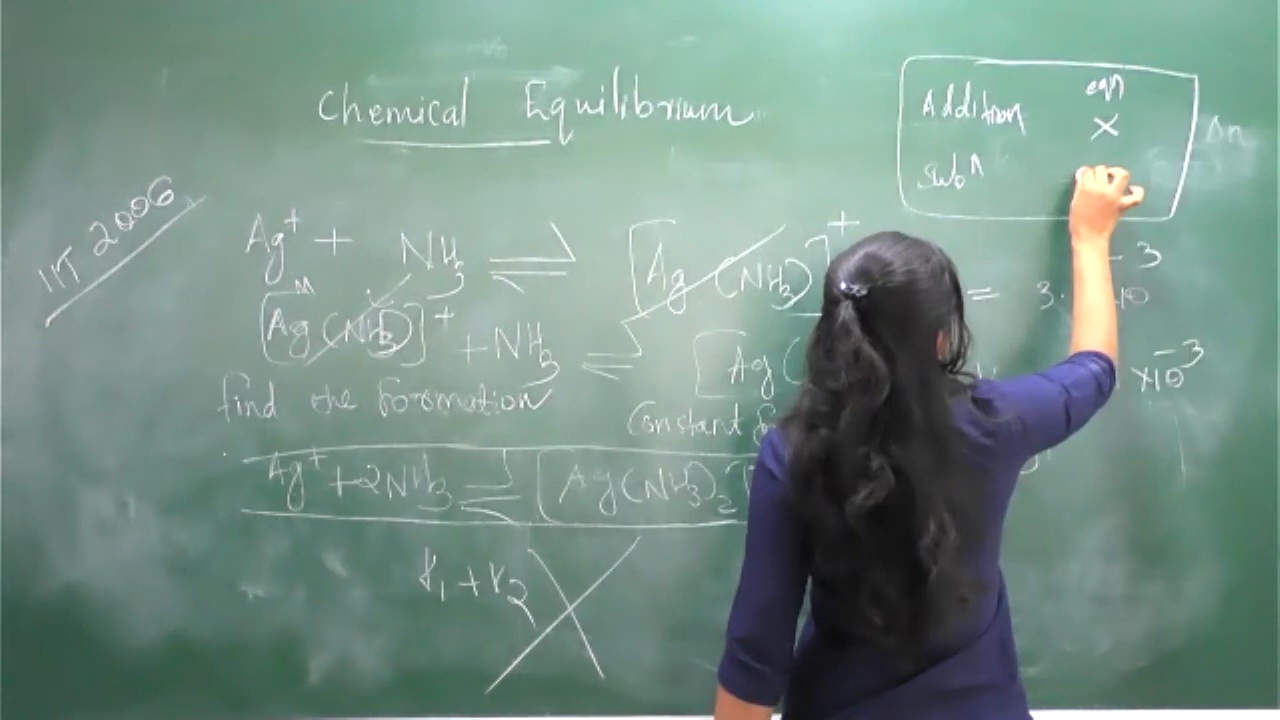 Chemical Equilibrium
Addition eqn ×
subn
Δn
IIT 2006
Ag⁺ + NH₃ ⇌ [Ag(NH₃)]⁺ = 3. 10⁻³
[Ag(NH₃)]⁺ + NH₃ ⇌ [Ag( ×10⁻³
find the formation Constant
Ag⁺ + 2NH₃ ⇌ [Ag(NH₃)₂]
K₁ + K₂